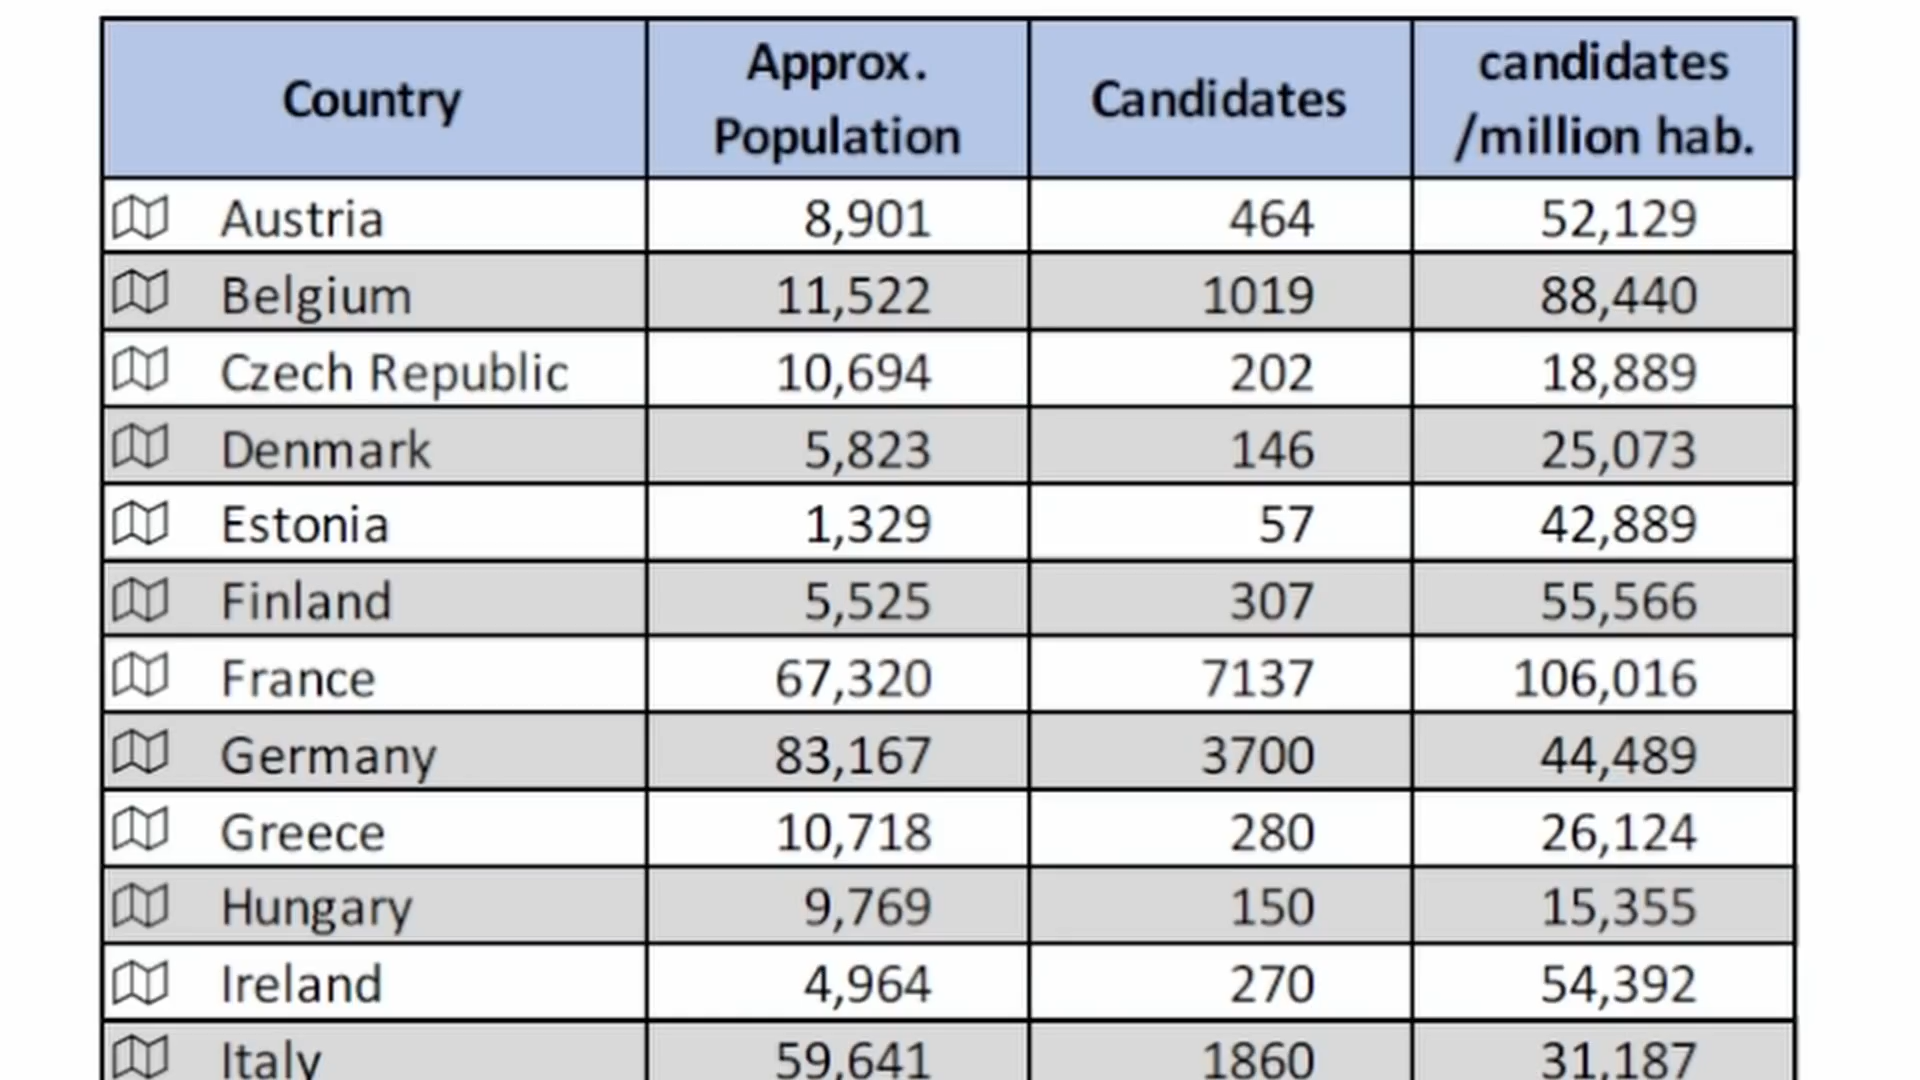 Country Approx. Population Candidates candidates /million hab.
Austria 8,901 464 52,129
Belgium 11,522 1019 88,440
Czech Republic 10,694 202 18,889
Denmark 5,823 146 25,073
Estonia 1,329 57 42,889
Finland 5,525 307 55,566
France 67,320 7137 106,016
Germany 83,167 3700 44,489
Greece 10,718 280 26,124
Hungary 9,769 150 15,355
Ireland 4,964 270 54,392
Italy 59,641 1860 31,187